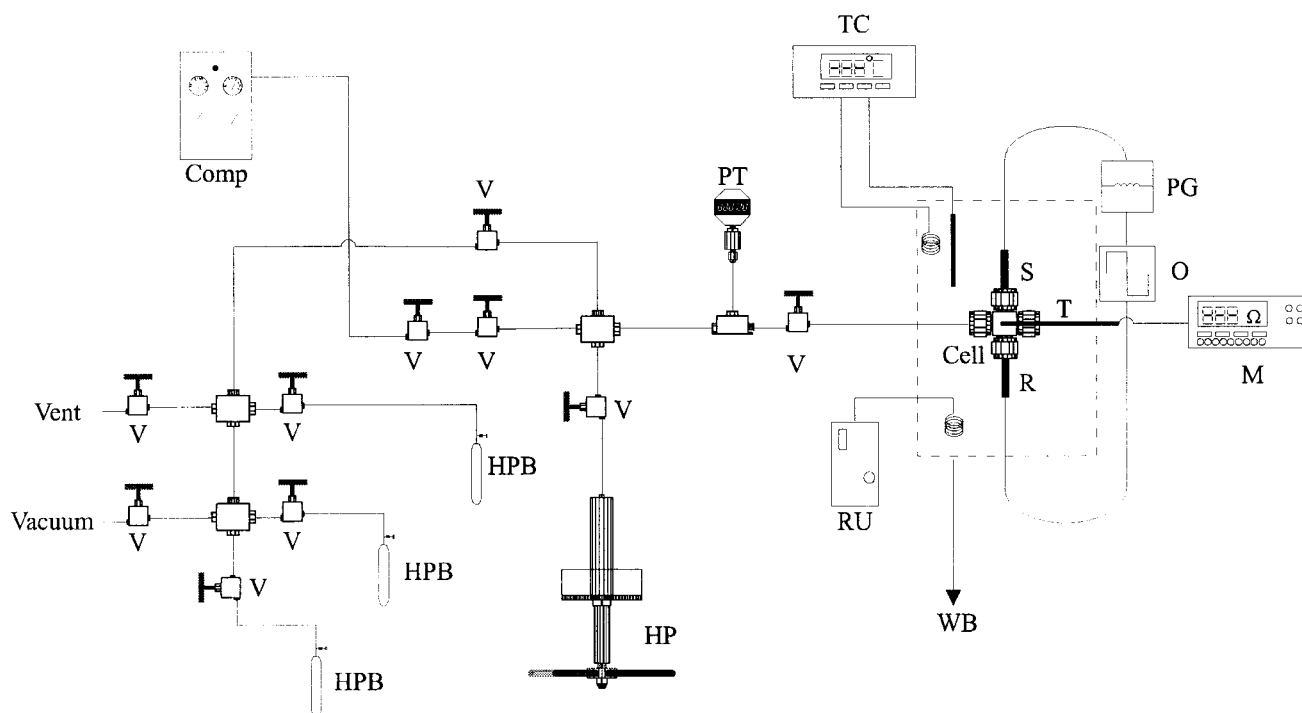 TC
Comp
PT
V
PG
S
O
T
Ω
V
V
Cell
V
R
M
Vent
V
V
V
HPB
RU
Vacuum
V
V
HPB
V
WB
HP
HPB